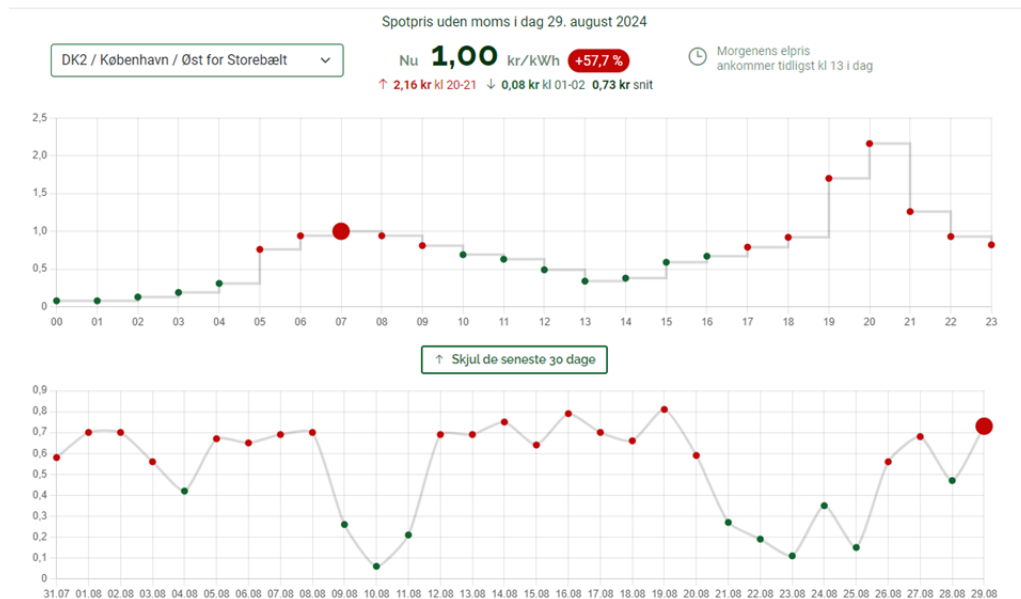 Spotpris uden moms i dag 29. august 2024
DK2 / København / Øst for Storebælt
Nu 1,00 kr/kWh +57,7 %
↑ 2,16 kr kl 20-21 ↓ 0,08 kr kl 01-02 0,73 kr snit
Morgenens elpris
ankommer tidligst kl 13 i dag
2,5
2,0
1,5
1,0
0,5
0
00 01 02 03 04 05 06 07 08 09 10 11 12 13 14 15 16 17 18 19 20 21 22 23
↑ Skjul de seneste 30 dage
0,9
0,8
0,7
0,6
0,5
0,4
0,3
0,2
0,1
0
31.07 01.08 02.08 03.08 04.08 05.08 06.08 07.08 08.08 09.08 10.08 11.08 12.08 13.08 14.08 15.08 16.08 17.08 18.08 19.08 20.08 21.08 22.08 23.08 24.08 25.08 26.08 27.08 28.08 29.08